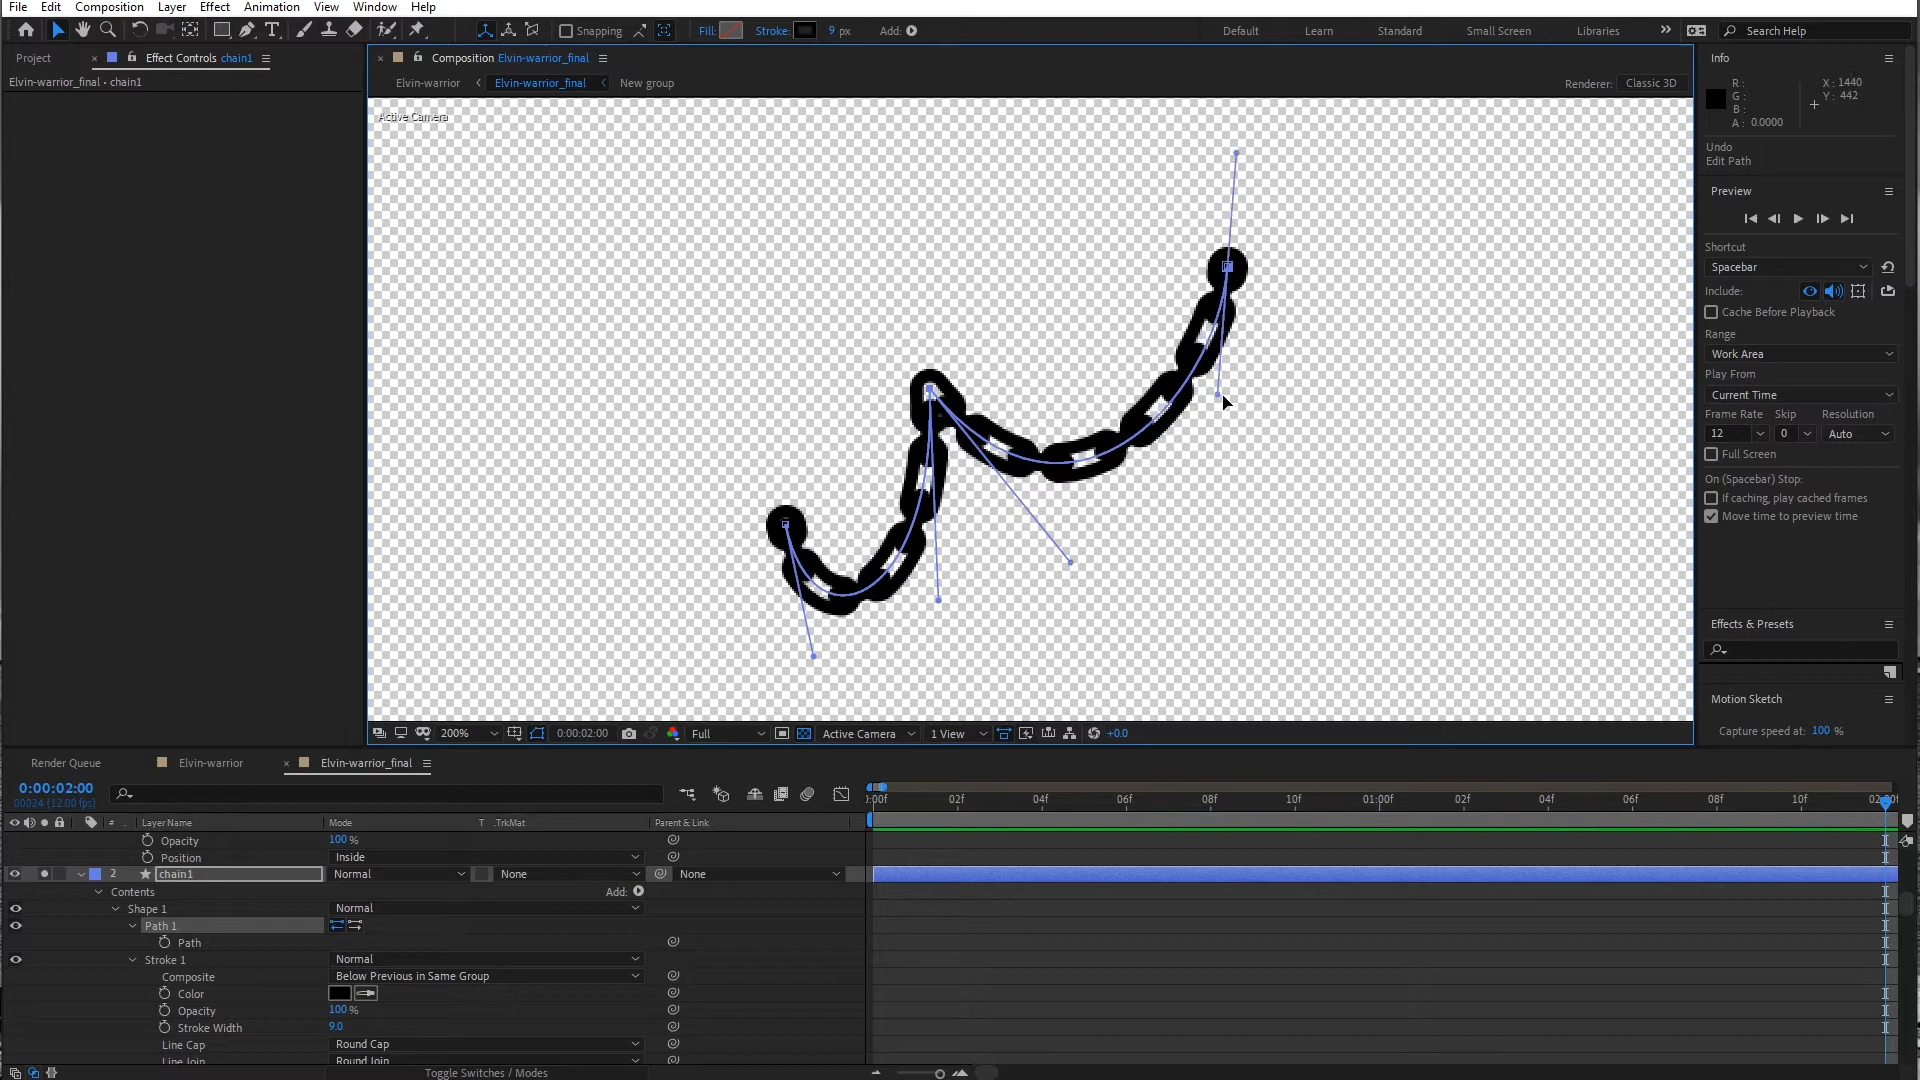 File Edit Composition Layer Effect Animation View Window Help
Snapping Fill: Stroke: 9 px Add: Default Learn Standard Small Screen Libraries Search Help
Project Effect Controls chain1
Elvin-warrior_final • chain1
Composition Elvin-warrior_final
Elvin-warrior Elvin-warrior_final New group Renderer: Classic 3D
Active Camera
Info
R :
G :
B :
A : 0.0000
X : 1440
Y : 442
Undo
Edit Path
Preview
Shortcut
Spacebar
Include:
Cache Before Playback
Range
Work Area
Play From
Current Time
Frame Rate Skip Resolution
12 0 Auto
Full Screen
On (Spacebar) Stop:
If caching, play cached frames
Move time to preview time
Effects & Presets
Motion Sketch
Capture speed at: 100 %
200% 0:00:02:00 Full Active Camera 1 View +0.0
Render Queue Elvin-warrior Elvin-warrior_final
0:00:02:00
00024 (12.00 fps)
0:00f 02f 04f 06f 08f 10f 01:00f 02f 04f 06f 08f 10f 02:00f
# Layer Name Mode T .TrkMat Parent & Link
Opacity 100 %
Position Inside
2 chain1 Normal None None
Contents Add:
Shape 1 Normal
Path 1
Path
Stroke 1 Normal
Composite Below Previous in Same Group
Color
Opacity 100 %
Stroke Width 9.0
Line Cap Round Cap
Line Join Round Join
Toggle Switches / Modes